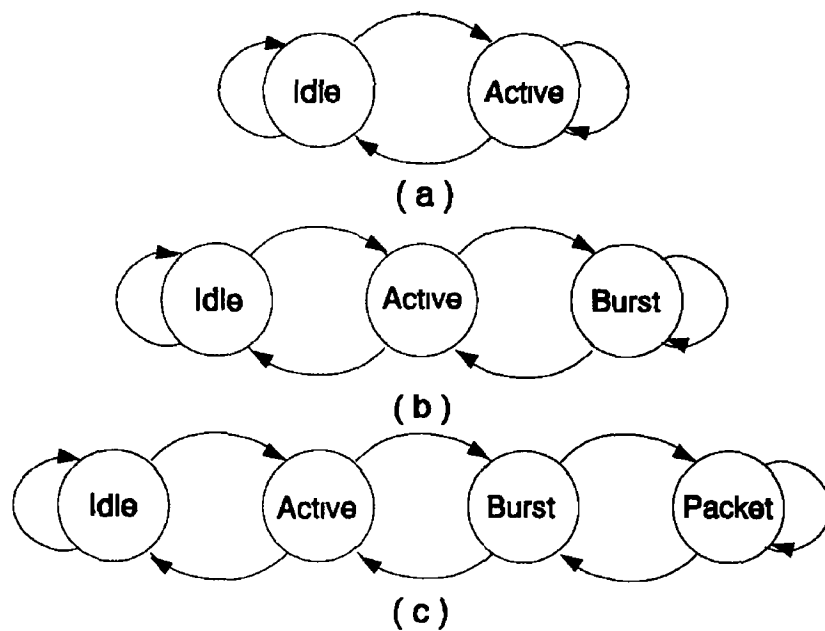 Idle Active
( a )
Idle Active Burst
( b )
Idle Active Burst Packet
( c )